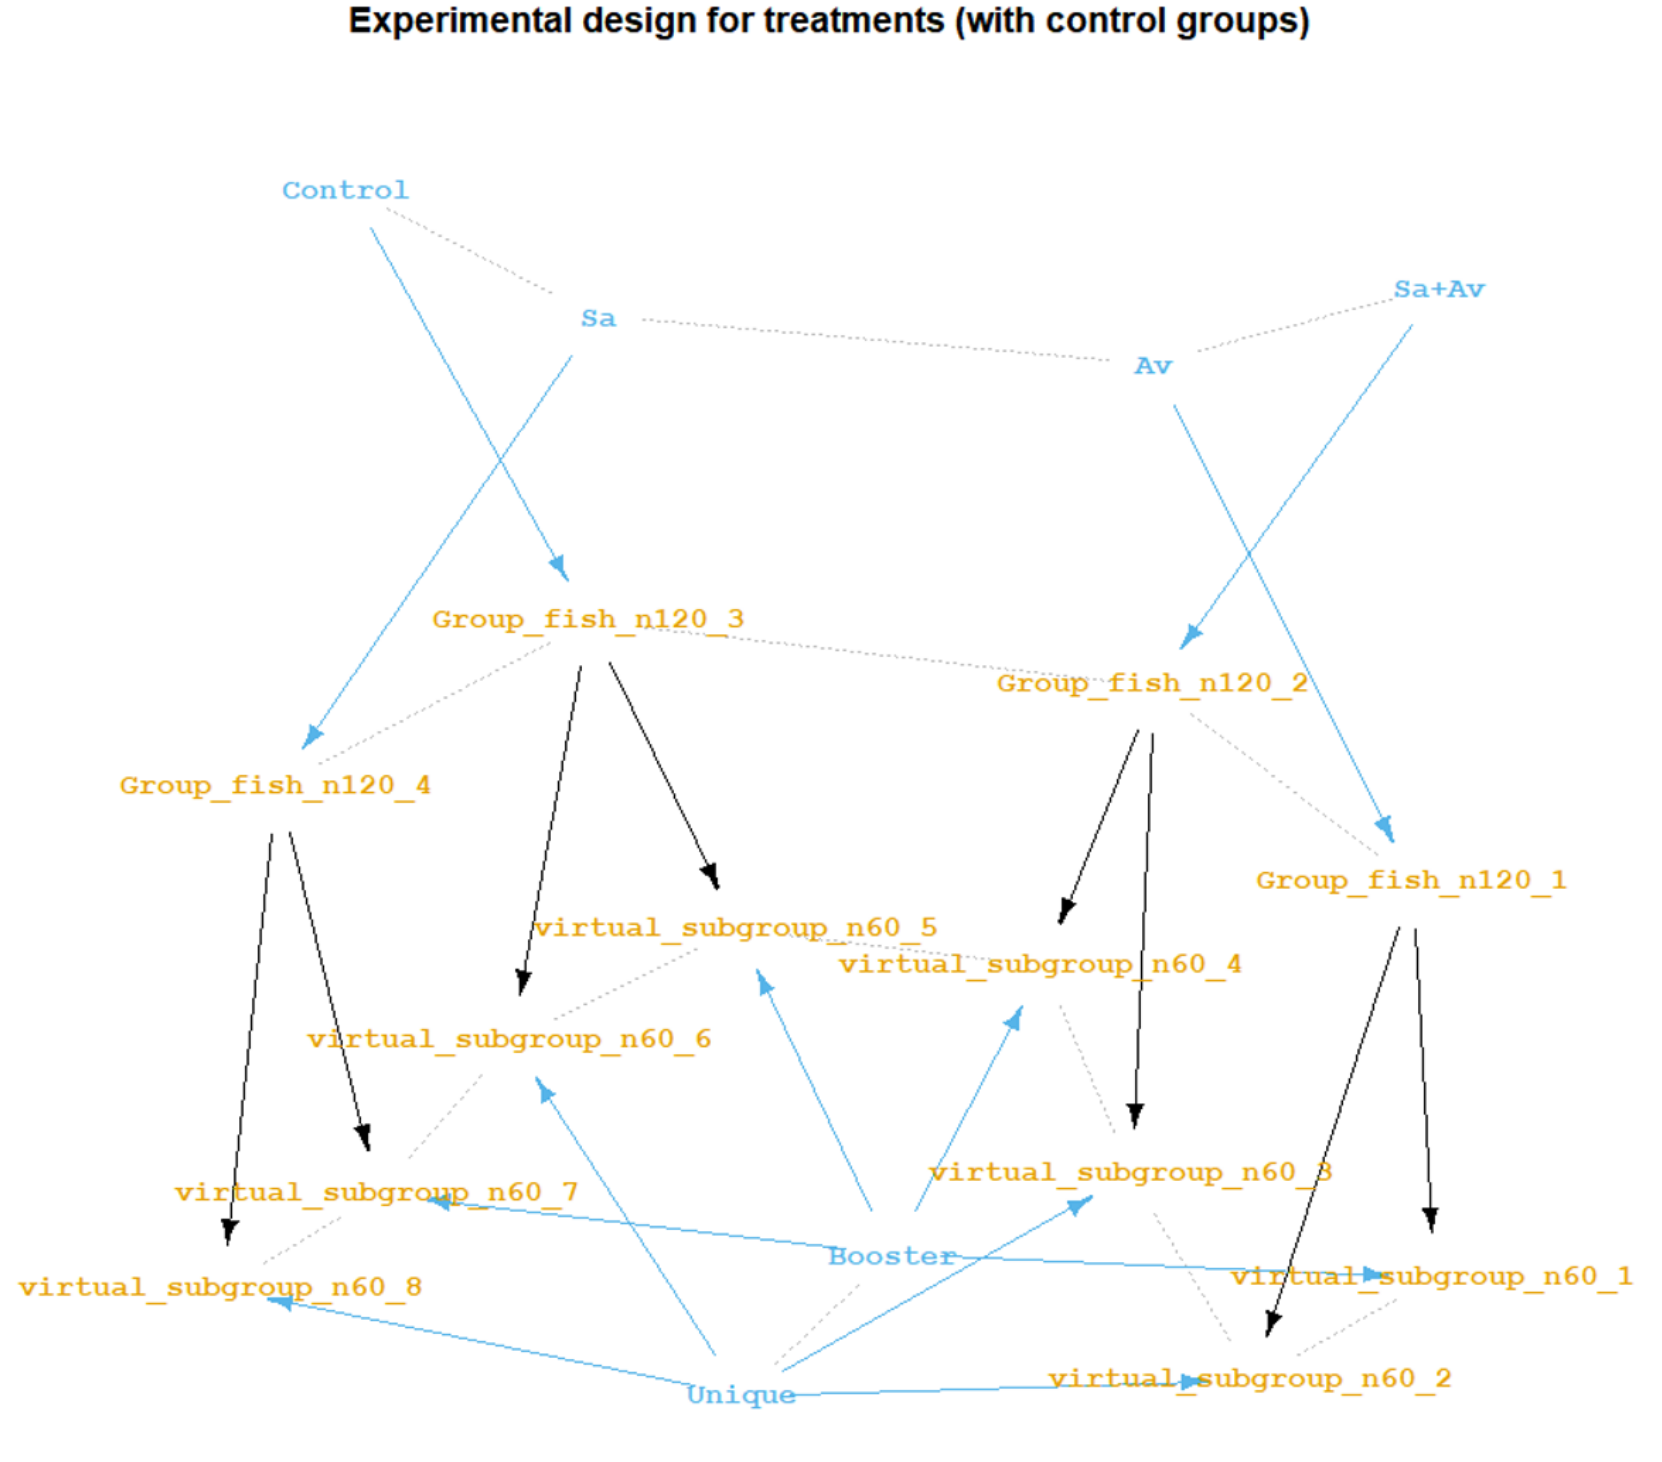 Experimental design for treatments (with control groups)
Control
Sa+Av
Sa
Av
Group_fish_n120_3
Group_fish_n120_2
Group_fish_n120_4
Group_fish_n120_1
virtual_subgroup_n60_5
virtual_subgroup_n60_4
virtual_subgroup_n60_6
virtual_subgroup_n60_3
virtual_subgroup_n60_7
Booster
virtual_subgroup_n60_1
virtual_subgroup_n60_8
virtual_subgroup_n60_2
Unique